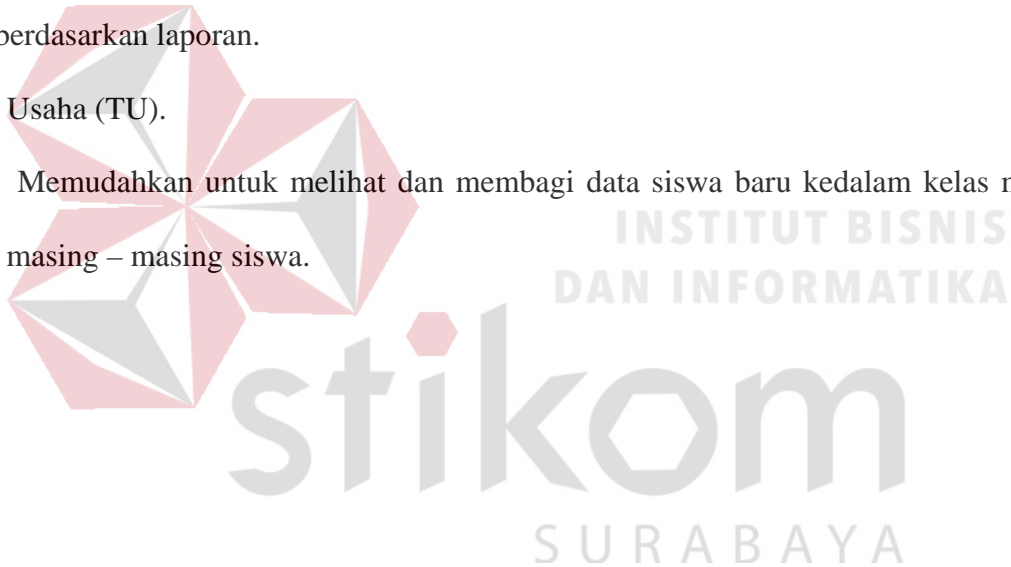 berdasarkan laporan.
Usaha (TU).
Memudahkan untuk melihat dan membagi data siswa baru kedalam kelas
masing – masing siswa.
INSTITUT BISNIS
DAN INFORMATIKA
stikom
SURABAYA